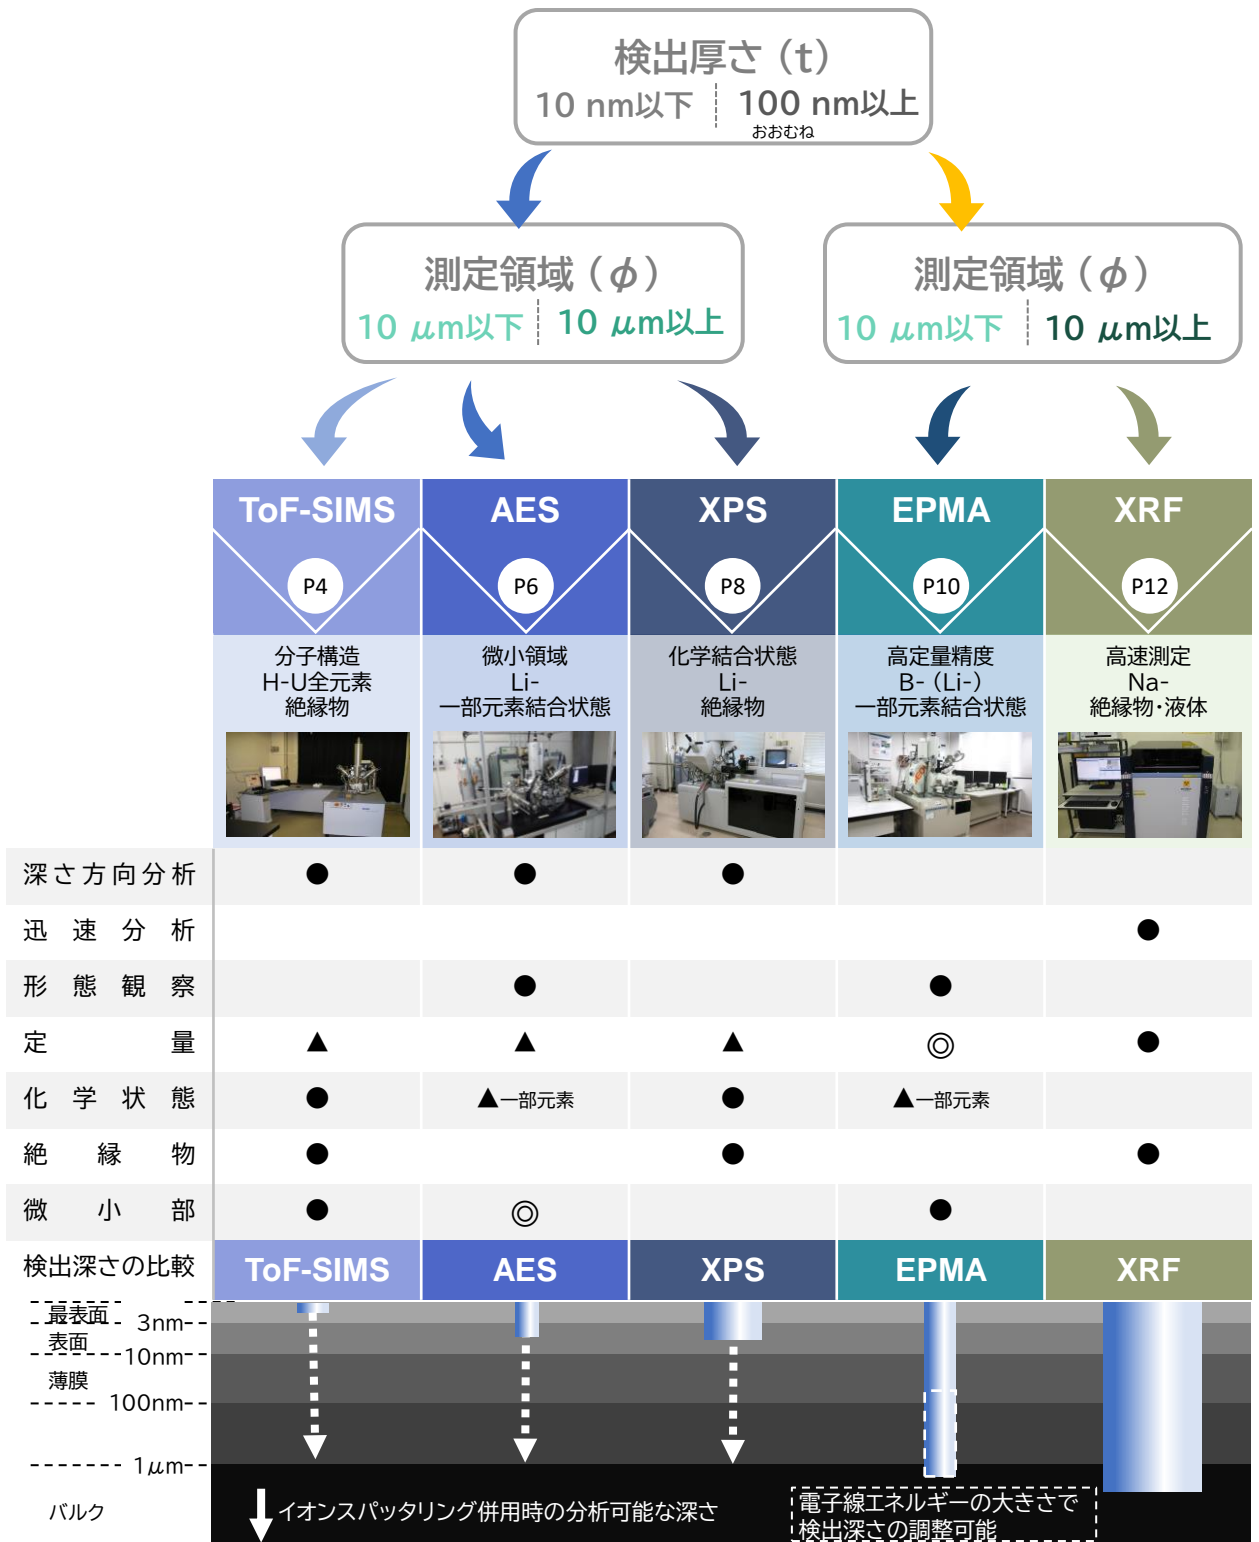 検出厚さ（t）
10 nm以下 100 nm以上
おおむね
測定領域（ϕ）
10 μm以下 10 μm以上
測定領域（ϕ）
10 μm以下 10 μm以上
ToF-SIMS AES XPS EPMA XRF
P4 P6 P8 P10 P12
分子構造
H-U全元素
絶縁物
微小領域
Li-
一部元素結合状態
化学結合状態
Li-
絶縁物
高定量精度
B-（Li-）
一部元素結合状態
高速測定
Na-
絶縁物・液体
深さ方向分析 ● ● ●
迅速分析 ●
形態観察 ● ●
定量 ▲ ▲ ▲ ◎ ●
化学状態 ● ▲一部元素 ● ▲一部元素
絶縁物 ● ● ●
微小部 ● ◎ ●
検出深さの比較 ToF-SIMS AES XPS EPMA XRF
最表面
3nm
表面
10nm
薄膜
100nm
1μm
バルク
イオンスパッタリング併用時の分析可能な深さ
電子線エネルギーの大きさで
検出深さの調整可能